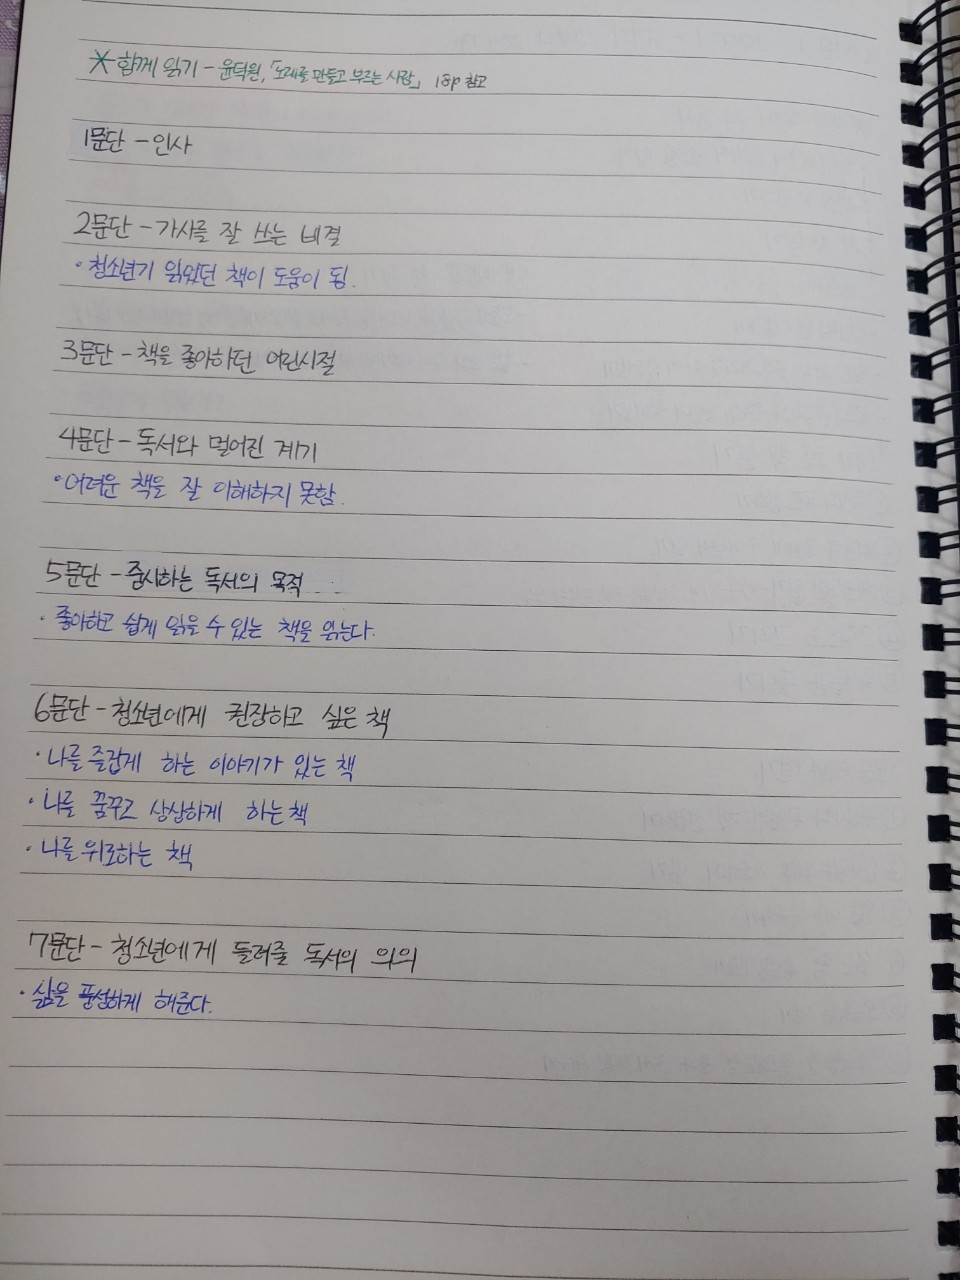 * 함께 읽기 - 윤덕원, 「노래를 만들고 부르는 사람」 18p 참고
1문단 - 인사
2문단 - 가사를 잘 쓰는 비결
· 청소년기 읽었던 책이 도움이 됨.
3문단 - 책을 좋아하던 어린시절
4문단 - 독서와 멀어진 계기
· 어려운 책을 잘 이해하지 못함.
5문단 - 중시하는 독서의 목적
· 좋아하고 쉽게 읽을 수 있는 책을 읽는다.
6문단 - 청소년에게 권장하고 싶은 책
· 나를 즐겁게 하는 이야기가 있는 책
· 나를 꿈꾸고 상상하게 하는 책
· 나를 위로하는 책
7문단 - 청소년에게 들려줄 독서의 의의
· 삶을 풍성하게 해준다.